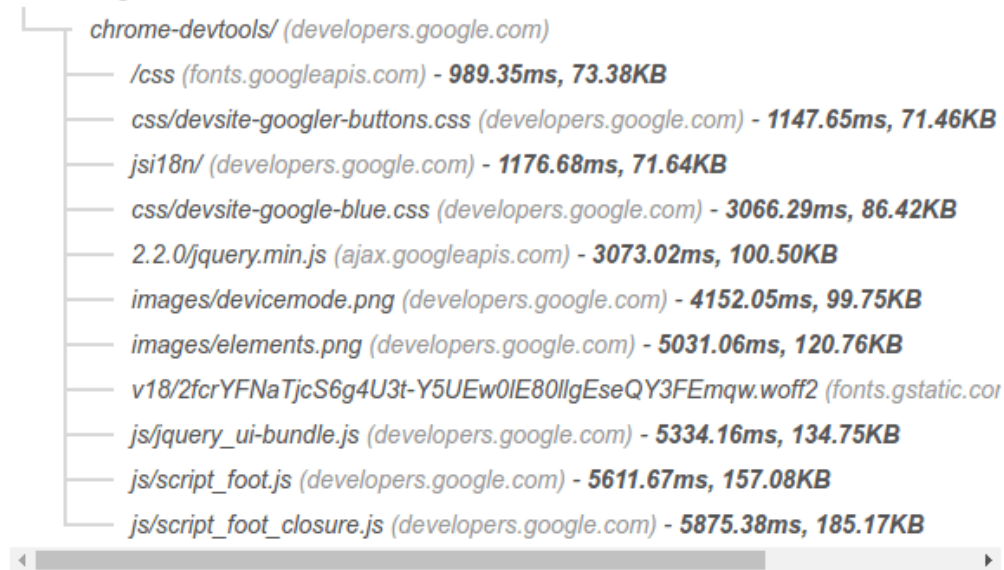 chrome-devtools/ (developers.google.com)
/css (fonts.googleapis.com) - 989.35ms, 73.38KB
css/devsite-googler-buttons.css (developers.google.com) - 1147.65ms, 71.46KB
jsi18n/ (developers.google.com) - 1176.68ms, 71.64KB
css/devsite-google-blue.css (developers.google.com) - 3066.29ms, 86.42KB
2.2.0/jquery.min.js (ajax.googleapis.com) - 3073.02ms, 100.50KB
images/devicemode.png (developers.google.com) - 4152.05ms, 99.75KB
images/elements.png (developers.google.com) - 5031.06ms, 120.76KB
v18/2fcrYFNaTjcS6g4U3t-Y5UEw0lE80llgEseQY3FEmqw.woff2 (fonts.gstatic.com
js/jquery_ui-bundle.js (developers.google.com) - 5334.16ms, 134.75KB
js/script_foot.js (developers.google.com) - 5611.67ms, 157.08KB
js/script_foot_closure.js (developers.google.com) - 5875.38ms, 185.17KB